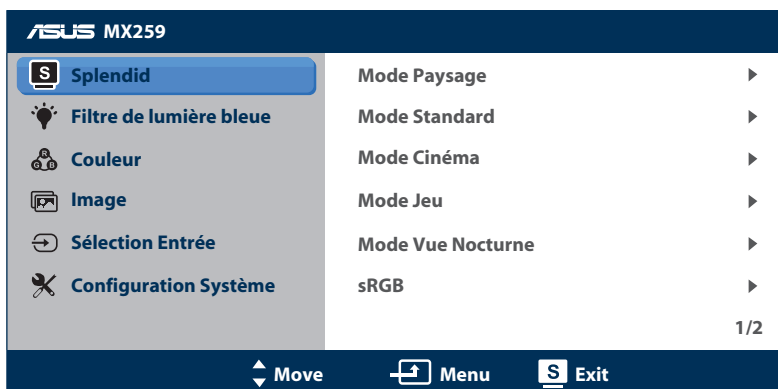 ASUS MX259
S Splendid
Filtre de lumière bleue
R G B Couleur
Image
Sélection Entrée
Configuration Système
Mode Paysage
Mode Standard
Mode Cinéma
Mode Jeu
Mode Vue Nocturne
sRGB
1/2
Move Menu S Exit